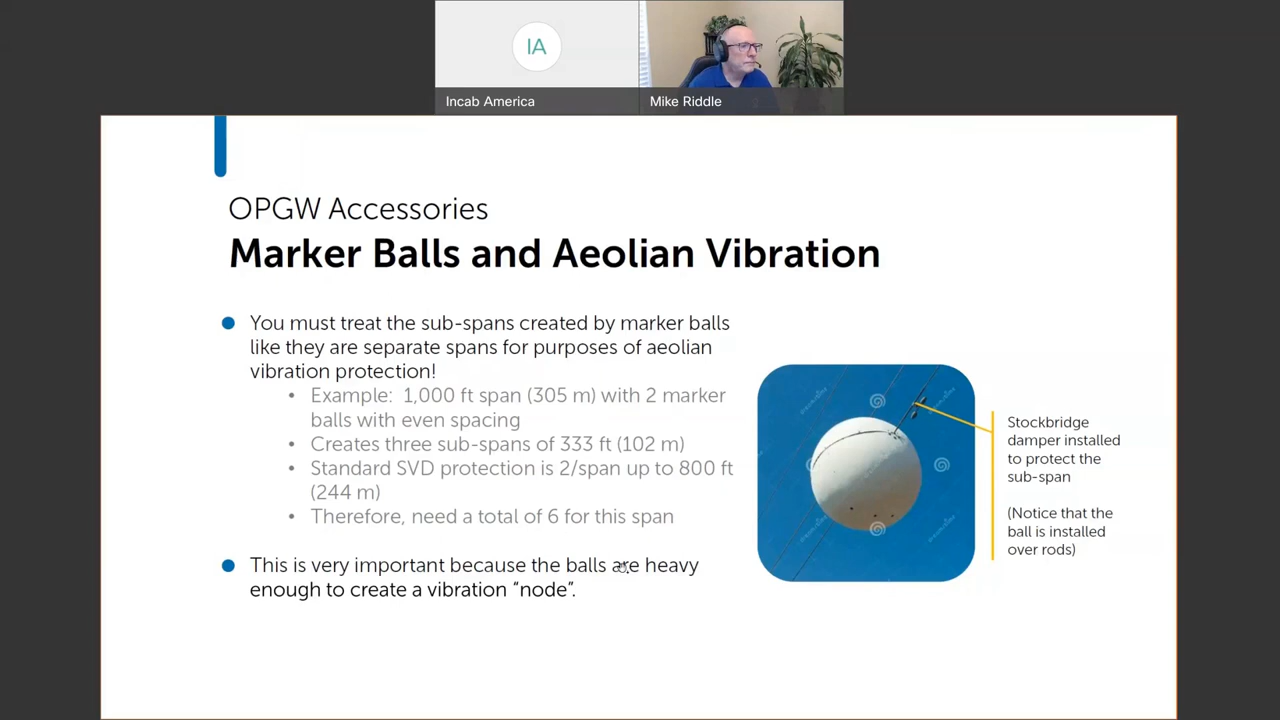 IA
Incab America
Mike Riddle
OPGW Accessories
Marker Balls and Aeolian Vibration
You must treat the sub-spans created by marker balls
like they are separate spans for purposes of aeolian
vibration protection!
• Example: 1,000 ft span (305 m) with 2 marker
balls with even spacing
• Creates three sub-spans of 333 ft (102 m)
• Standard SVD protection is 2/span up to 800 ft
(244 m)
• Therefore, need a total of 6 for this span
This is very important because the balls are heavy
enough to create a vibration “node”.
Stockbridge
damper installed
to protect the
sub-span
(Notice that the
ball is installed
over rods)